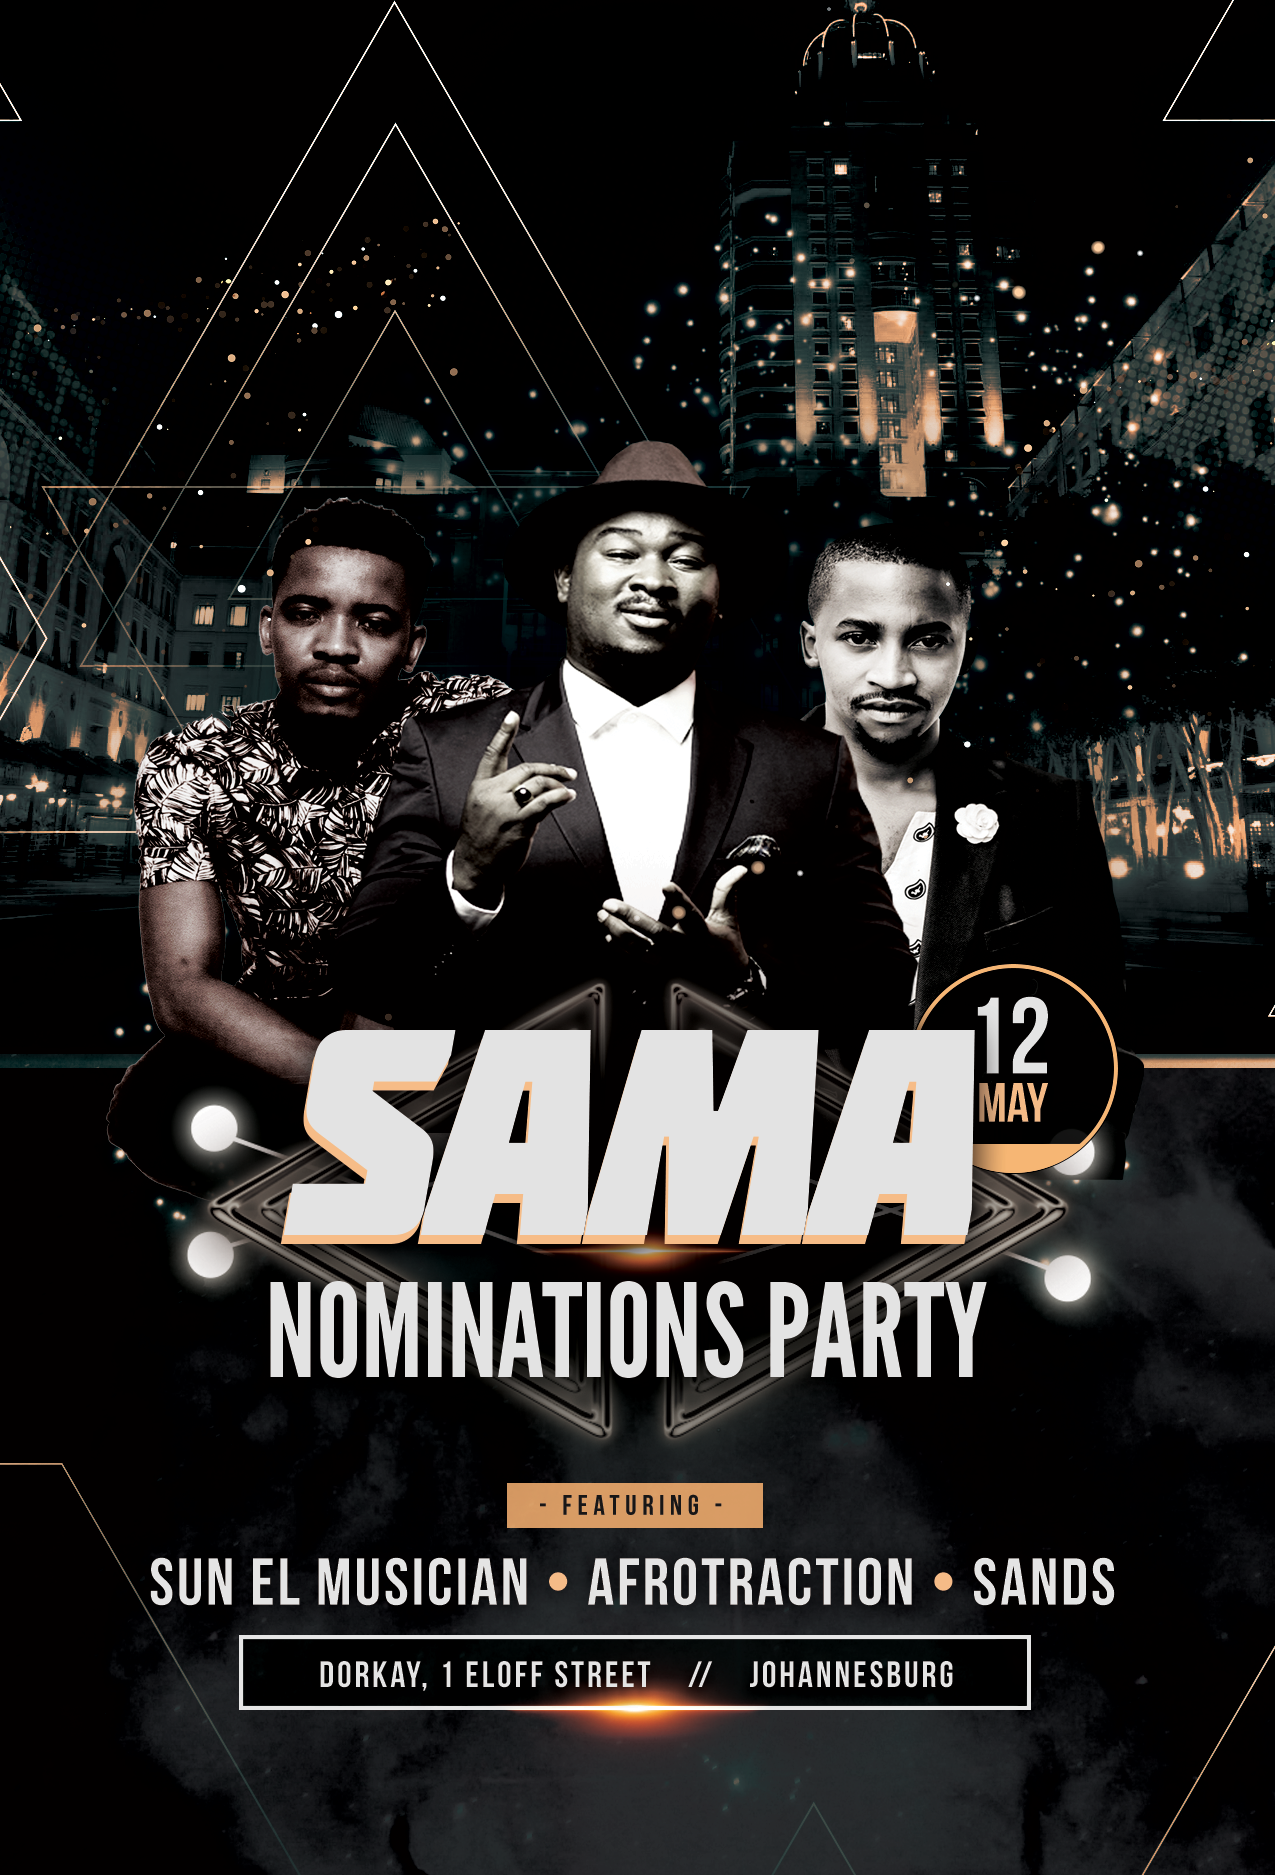 12
MAY
SAMA
NOMINATIONS PARTY
- FEATURING -
SUN EL MUSICIAN • AFROTRACTION • SANDS
DORKAY, 1 ELOFF STREET // JOHANNESBURG